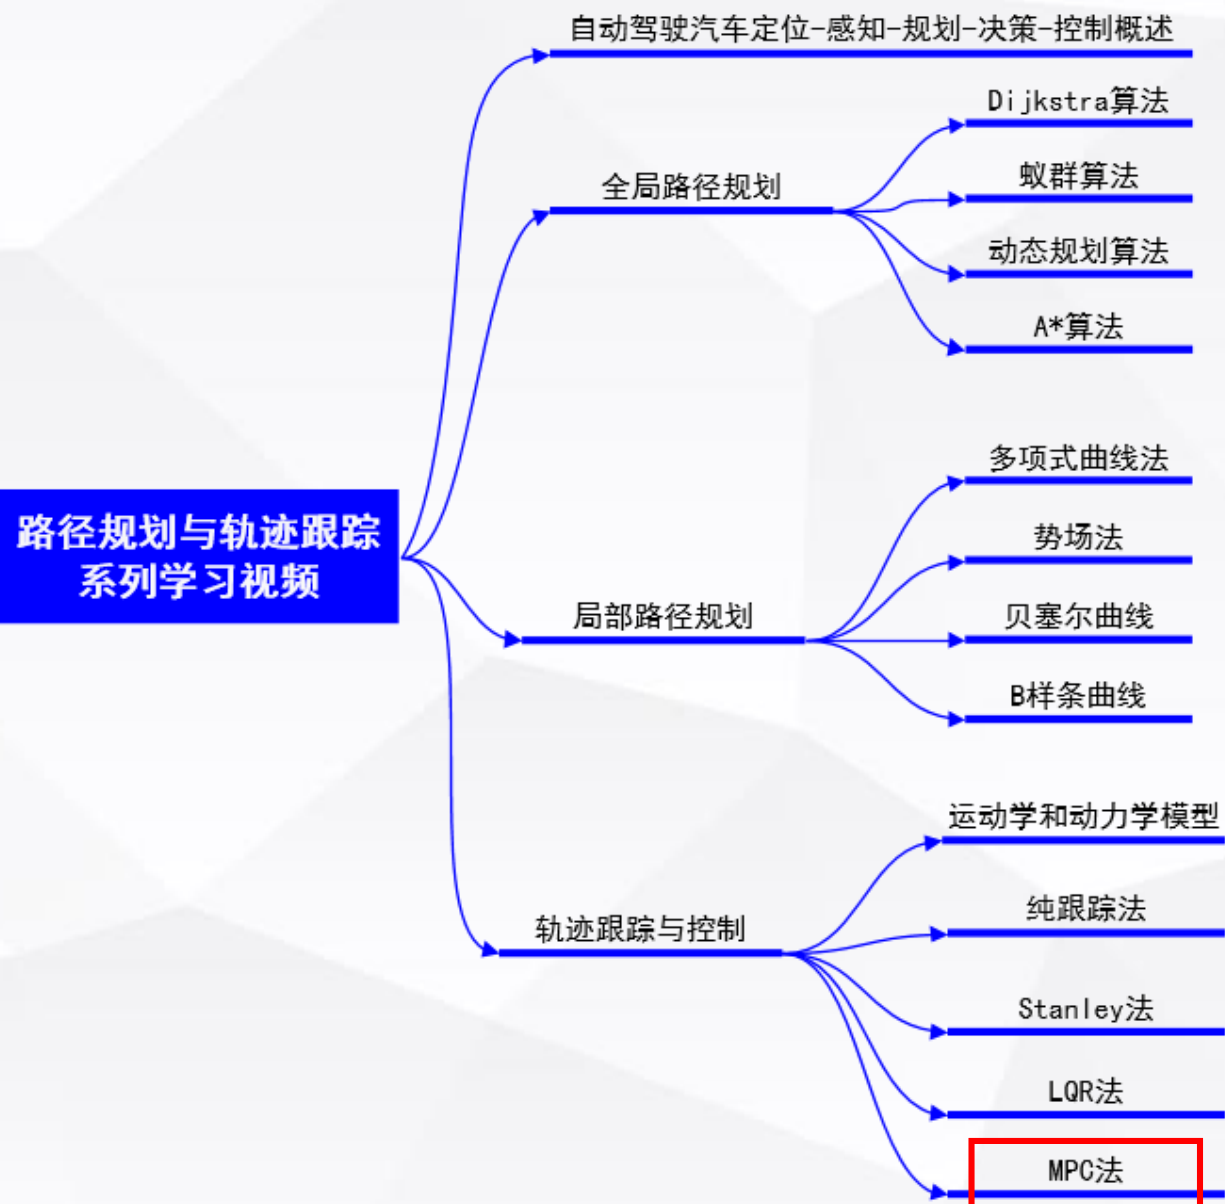 自动驾驶汽车定位-感知-规划-决策-控制概述
Dijkstra算法
全局路径规划
蚁群算法
动态规划算法
A*算法
路径规划与轨迹跟踪
系列学习视频
多项式曲线法
势场法
局部路径规划
贝塞尔曲线
B样条曲线
运动学和动力学模型
轨迹跟踪与控制
纯跟踪法
Stanley法
LQR法
MPC法